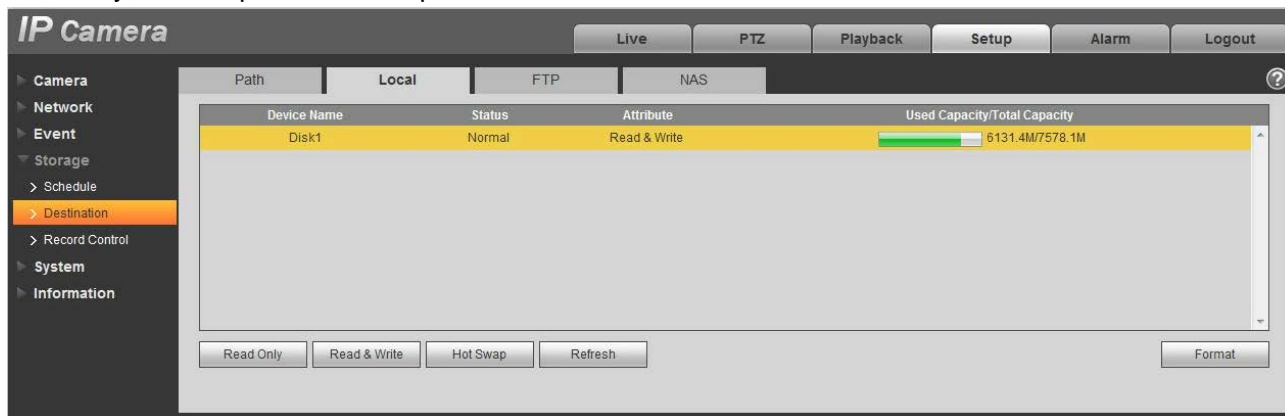 IP Camera
Live PTZ Playback Setup Alarm Logout
Camera
Network
Event
Storage
Schedule
Destination
Record Control
System
Information
Path Local FTP NAS
?
Device Name Status Attribute Used Capacity/Total Capacity
Disk1 Normal Read & Write 6131.4M/7578.1M
Read Only Read & Write Hot Swap Refresh Format